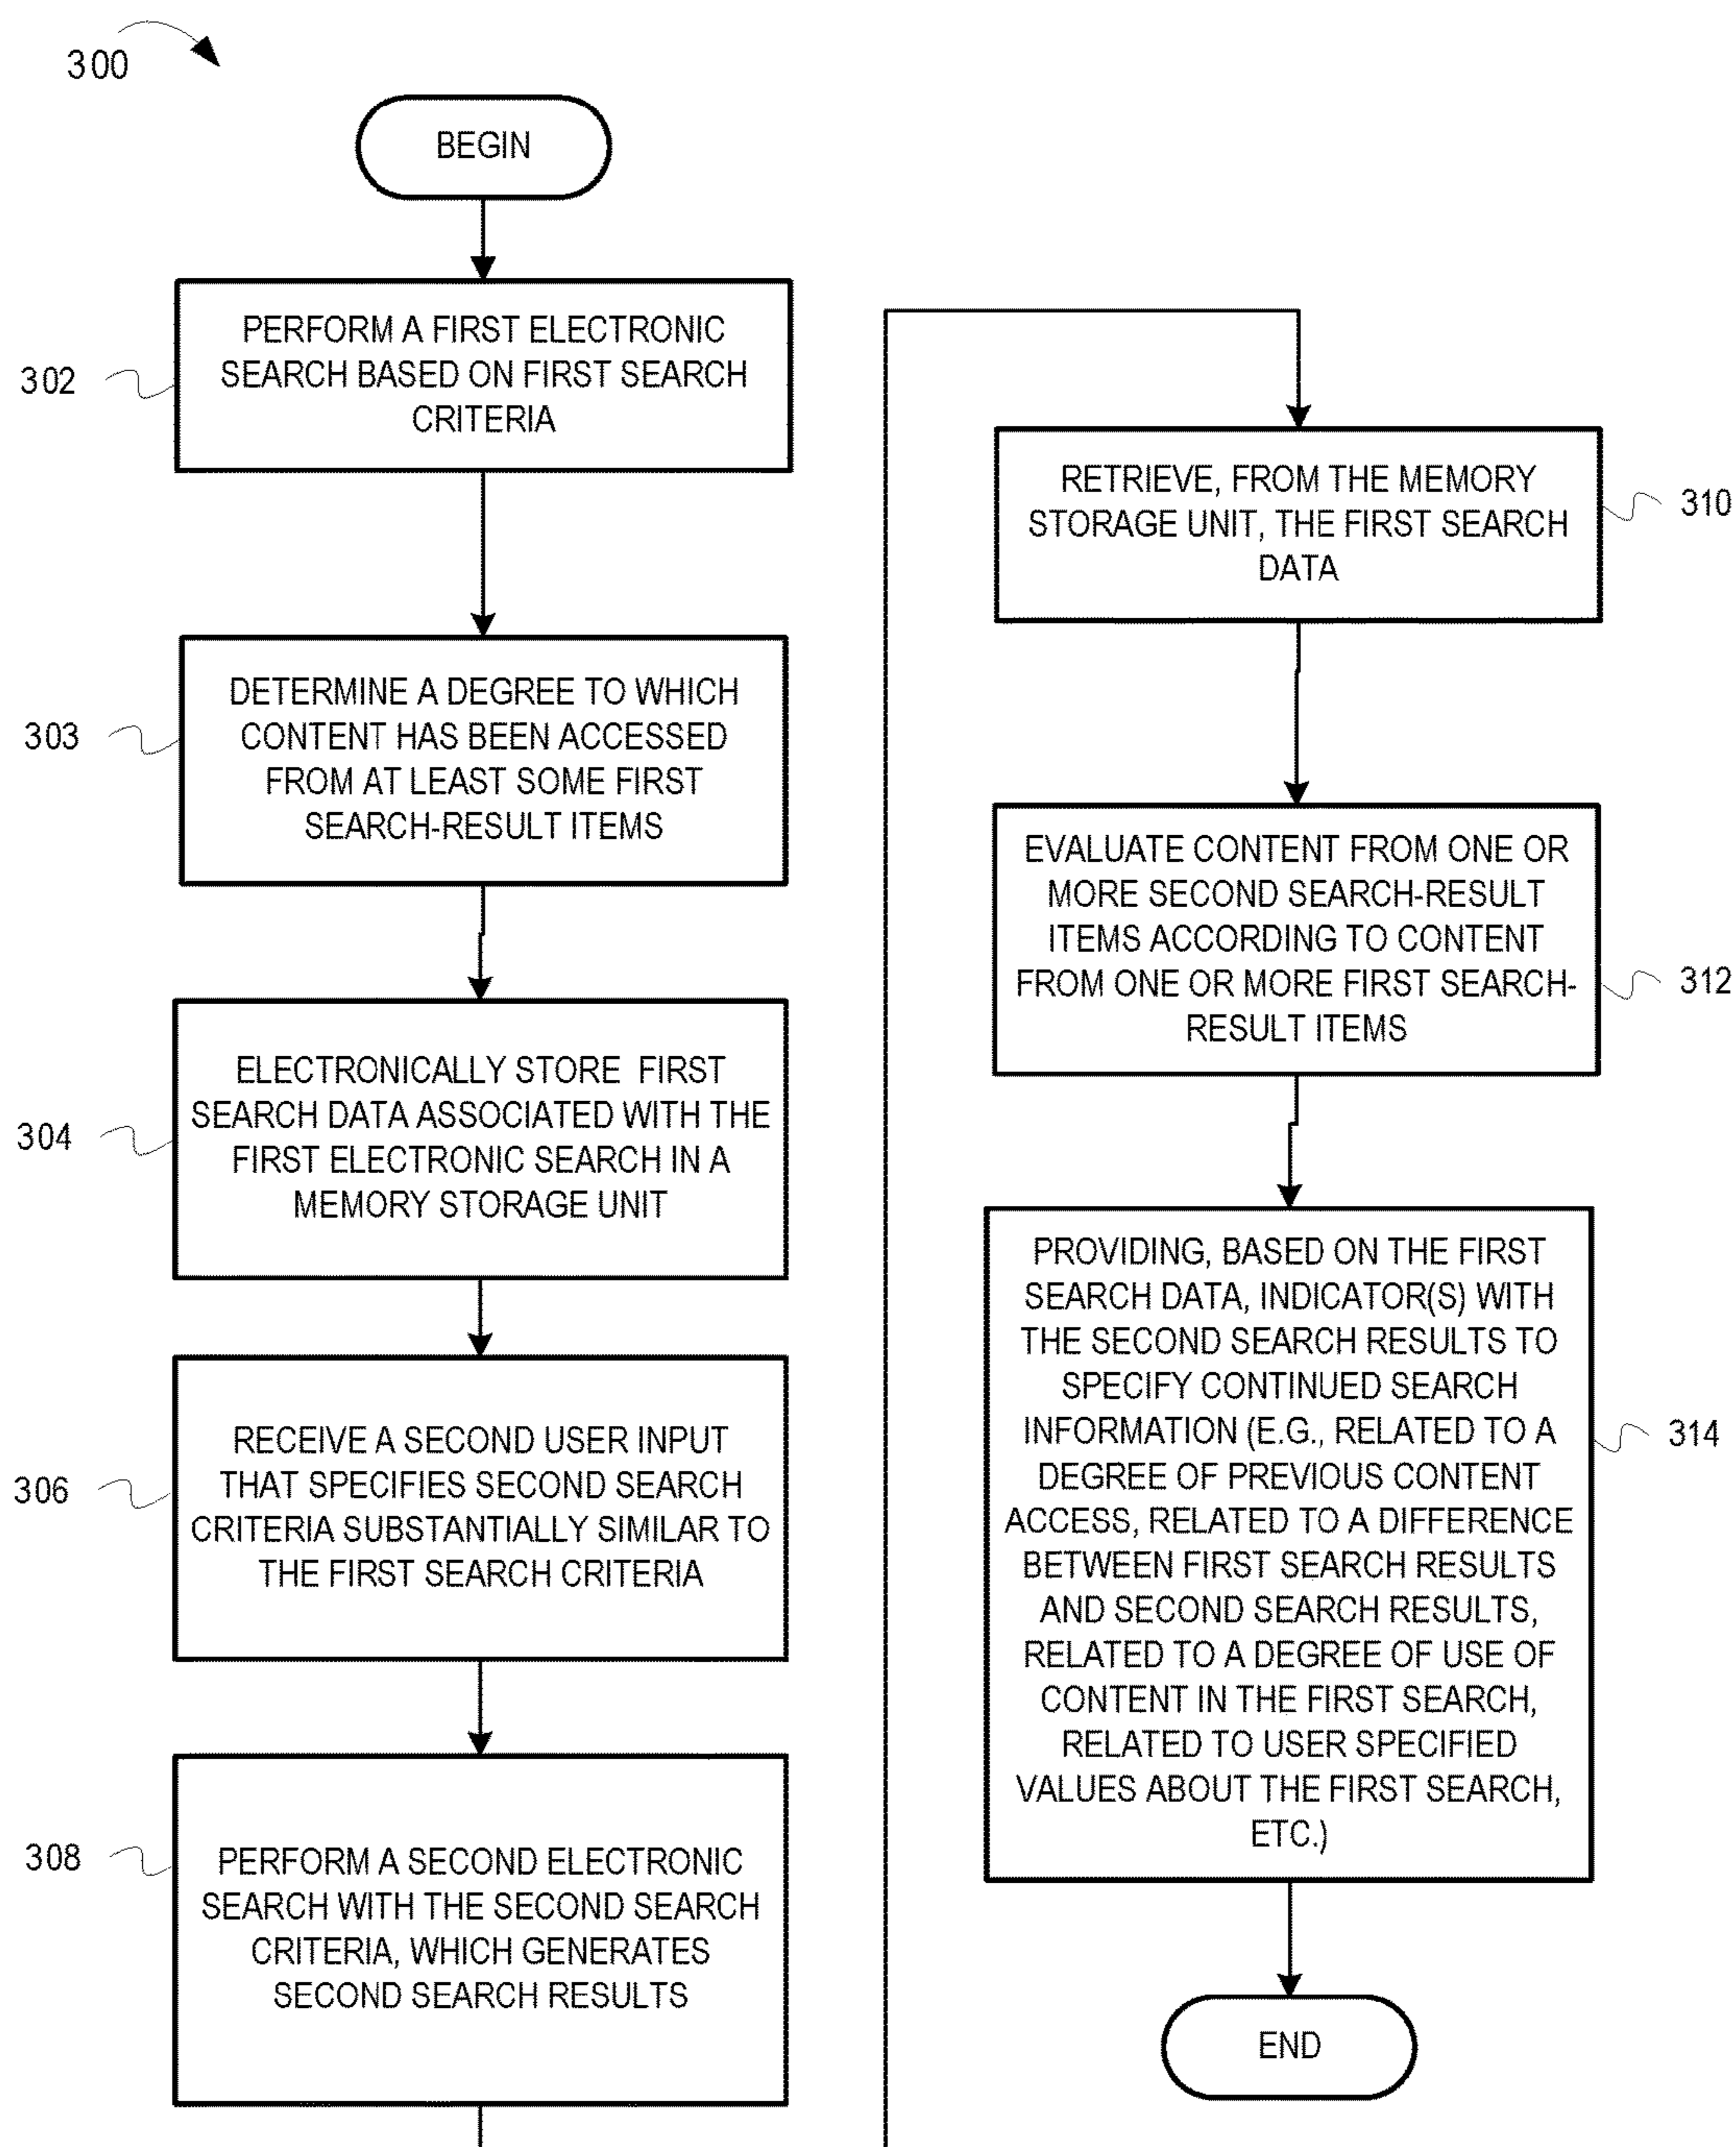 300
BEGIN
PERFORM A FIRST ELECTRONIC
SEARCH BASED ON FIRST SEARCH
CRITERIA
302
DETERMINE A DEGREE TO WHICH
CONTENT HAS BEEN ACCESSED
FROM AT LEAST SOME FIRST
SEARCH-RESULT ITEMS
303
ELECTRONICALLY STORE FIRST
SEARCH DATA ASSOCIATED WITH THE
FIRST ELECTRONIC SEARCH IN A
MEMORY STORAGE UNIT
304
RECEIVE A SECOND USER INPUT
THAT SPECIFIES SECOND SEARCH
CRITERIA SUBSTANTIALLY SIMILAR TO
THE FIRST SEARCH CRITERIA
306
PERFORM A SECOND ELECTRONIC
SEARCH WITH THE SECOND SEARCH
CRITERIA, WHICH GENERATES
SECOND SEARCH RESULTS
308
RETRIEVE, FROM THE MEMORY
STORAGE UNIT, THE FIRST SEARCH
DATA
310
EVALUATE CONTENT FROM ONE OR
MORE SECOND SEARCH-RESULT
ITEMS ACCORDING TO CONTENT
FROM ONE OR MORE FIRST SEARCH-
RESULT ITEMS
312
PROVIDING, BASED ON THE FIRST
SEARCH DATA, INDICATOR(S) WITH
THE SECOND SEARCH RESULTS TO
SPECIFY CONTINUED SEARCH
INFORMATION (E.G., RELATED TO A
DEGREE OF PREVIOUS CONTENT
ACCESS, RELATED TO A DIFFERENCE
BETWEEN FIRST SEARCH RESULTS
AND SECOND SEARCH RESULTS,
RELATED TO A DEGREE OF USE OF
CONTENT IN THE FIRST SEARCH,
RELATED TO USER SPECIFIED
VALUES ABOUT THE FIRST SEARCH,
ETC.)
314
END